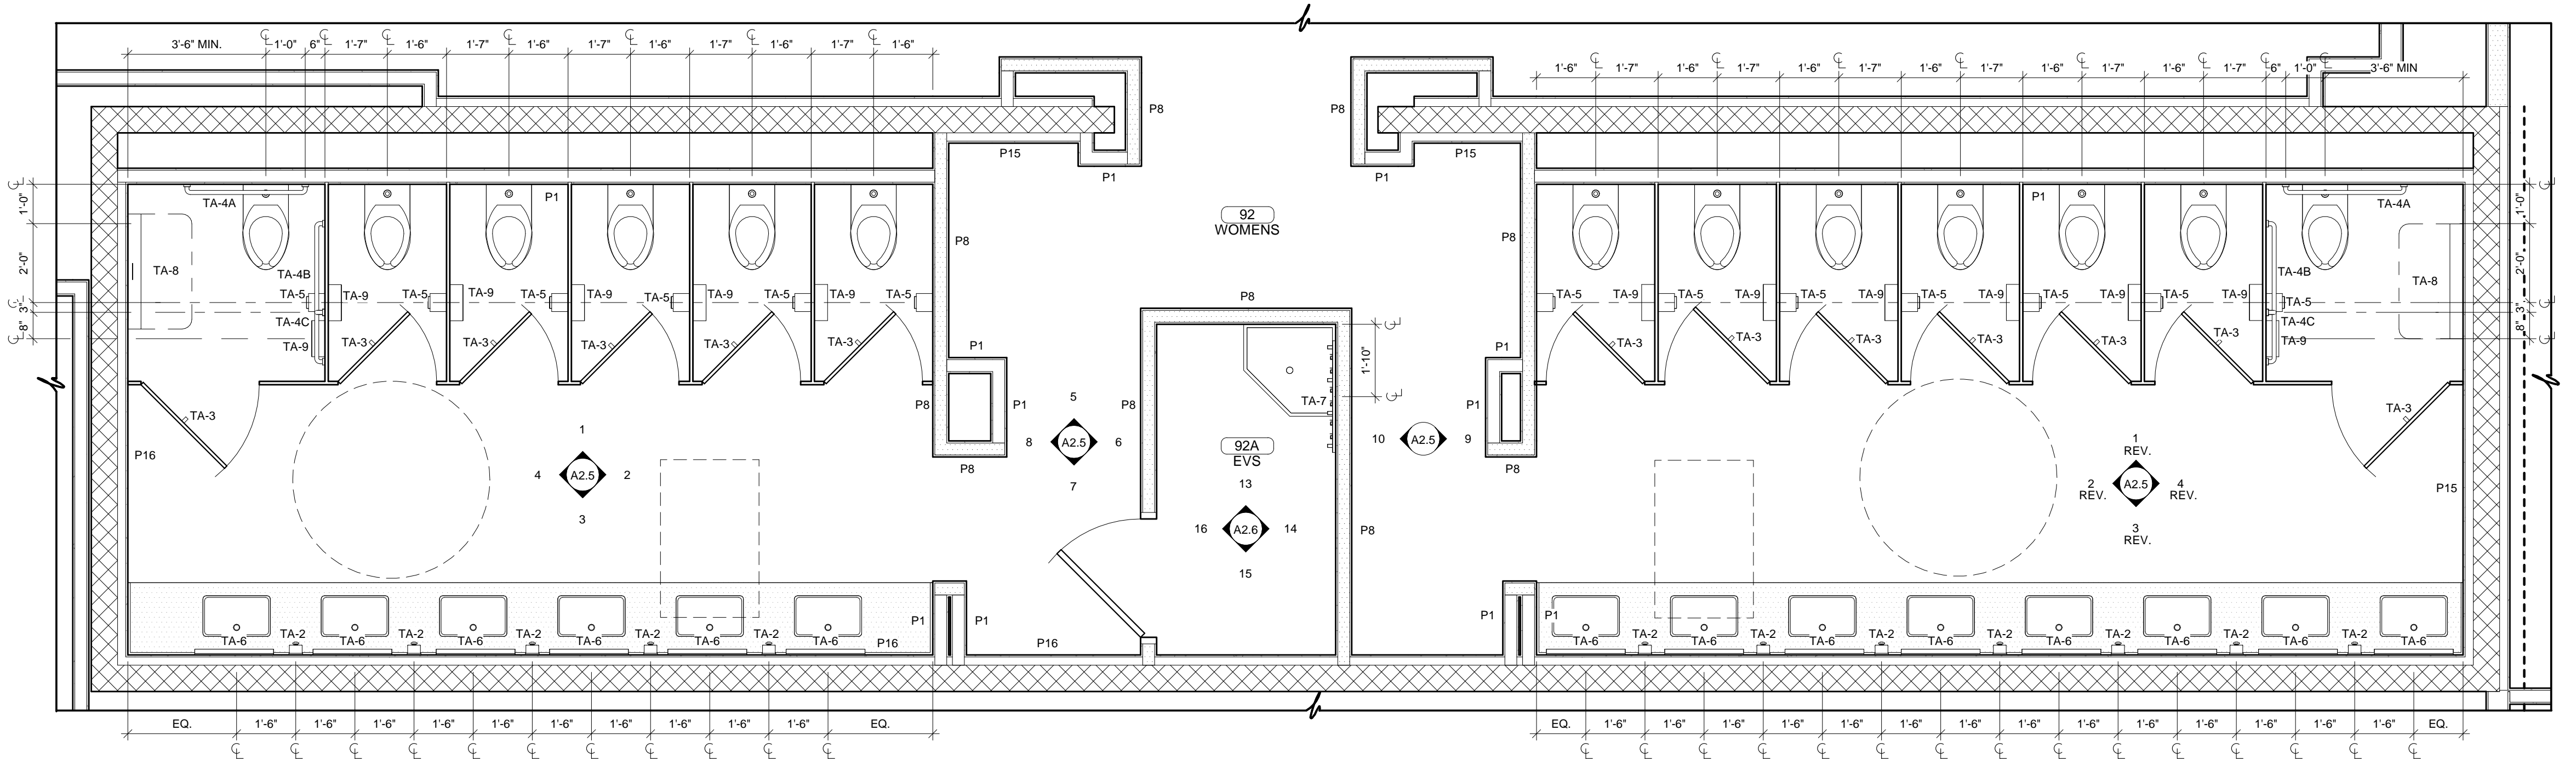 3'-6" MIN. 1'-0" 6" 1'-7" 1'-6" 1'-7" 1'-6" 1'-7" 1'-6" 1'-7" 1'-6" 1'-7" 1'-6"
1'-6" 1'-7" 1'-6" 1'-7" 1'-6" 1'-7" 1'-6" 1'-7" 1'-6" 1'-7" 1'-6" 1'-7" 6" 1'-0" 3'-6" MIN
P8 P8
P15 P15
P1 P1
1'-0" TA-4A P1 P1 TA-4A 1'-0"
92
WOMENS
P8 P8
2'-0" TA-8 TA-4B TA-4B TA-8 2'-0"
TA-5 TA-9 TA-5 TA-9 TA-5 TA-9 TA-5 TA-9 TA-5 TA-9 TA-5
P8
TA-5 TA-9 TA-5 TA-9 TA-5 TA-9 TA-5 TA-9 TA-5 TA-9 TA-5 TA-9 TA-5
3" TA-4C TA-4C 3"
8" TA-9 TA-3 TA-3 TA-3 TA-3 TA-3
P1 1'-10" P1
TA-3 TA-3 TA-3 TA-3 TA-3 TA-3 TA-9 8"
TA-3 P8 P1 5 P8 TA-7 P1 TA-3
P16 1
4 A2.5 2
3
8 A2.5 6
7
P8
92A
EVS
13
16 A2.6 14
15
10 A2.5 9
P8
P8
1
REV.
2
REV.
A2.5
4
REV.
3
REV.
P15
P1 P1 P1 P1
TA-6 TA-2 TA-6 TA-2 TA-6 TA-2 TA-6 TA-2 TA-6 TA-2 TA-6 P16 P16
TA-6 TA-2 TA-6 TA-2 TA-6 TA-2 TA-6 TA-2 TA-6 TA-2 TA-6 TA-2 TA-6 TA-2 TA-6
EQ. 1'-6" 1'-6" 1'-6" 1'-6" 1'-6" 1'-6" 1'-6" 1'-6" 1'-6" 1'-6" EQ.
EQ. 1'-6" 1'-6" 1'-6" 1'-6" 1'-6" 1'-6" 1'-6" 1'-6" 1'-6" 1'-6" 1'-6" 1'-6" 1'-6" 1'-6" EQ.